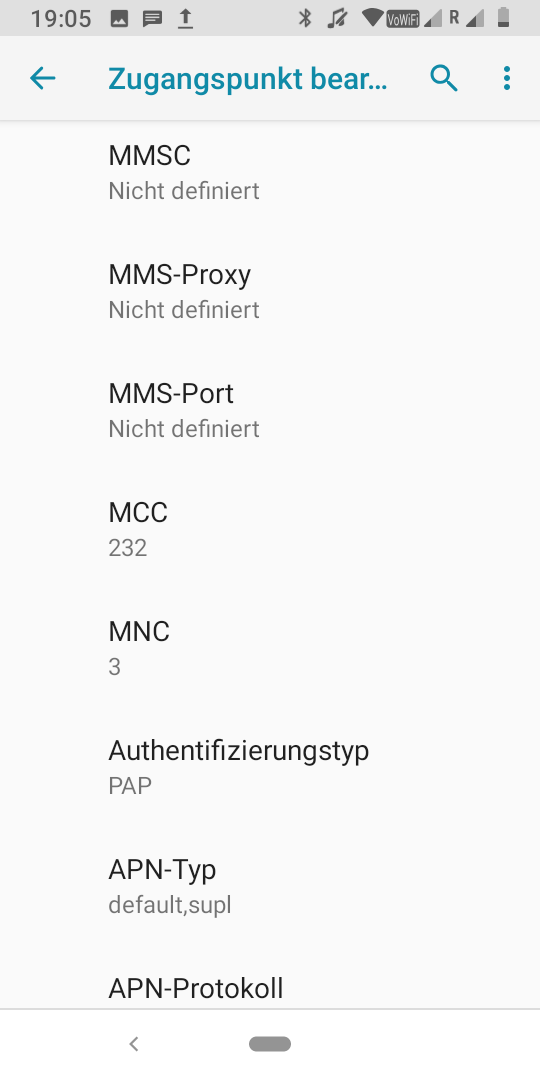 19:05 VoWiFi R
Zugangspunkt bear...
MMSC
Nicht definiert
MMS-Proxy
Nicht definiert
MMS-Port
Nicht definiert
MCC
232
MNC
3
Authentifizierungstyp
PAP
APN-Typ
default,supl
APN-Protokoll